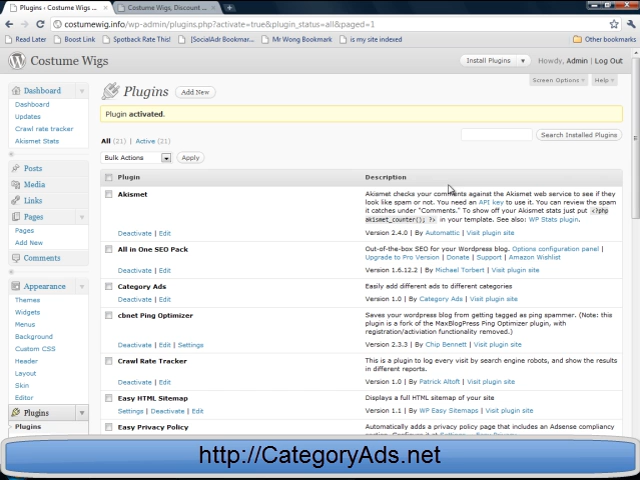 Plugins ‹ Costume Wigs
Costume Wigs, Discount
costumewig.info/wp-admin/plugins.php?activate=true&plugin_status=all&paged=1
Read Later
Boost Link
Spotback Rate This!
[SocialAdr Bookmar...
Mr Wong Bookmark
is my site indexed
Other bookmarks
Costume Wigs
Install Plugins
Howdy, Admin | Log Out
Screen Options
Help
Dashboard
Dashboard
Updates
Crawl rate tracker
Akismet Stats
Posts
Media
Links
Pages
Pages
Add New
Comments
Appearance
Themes
Widgets
Menus
Background
Custom CSS
Header
Layout
Skin
Editor
Plugins
Plugins
Plugins
Add New
Plugin activated.
All (21) | Active (21)
Search Installed Plugins
Bulk Actions
Apply
Plugin
Description
Akismet
Deactivate | Edit
Akismet checks your comments against the Akismet web service to see if they
look like spam or not. You need an API key to use it. You can review the spam
it catches under "Comments." To show off your Akismet stats just put <?php
akismet_counter(); ?> in your template. See also: WP Stats plugin.
Version 2.4.0 | By Automattic | Visit plugin site
All in One SEO Pack
Deactivate | Edit
Out-of-the-box SEO for your Wordpress blog. Options configuration panel |
Upgrade to Pro Version | Donate | Support | Amazon Wishlist
Version 1.6.12.2 | By Michael Torbert | Visit plugin site
Category Ads
Deactivate | Edit
Easily add different ads to different categories
Version 1.0 | By Category Ads | Visit plugin site
cbnet Ping Optimizer
Deactivate | Edit | Settings
Saves your wordpress blog from getting tagged as ping spammer. (Note: this
plugin is a fork of the MaxBlogPress Ping Optimizer plugin, with
registration/activation functionality removed.)
Version 2.3.3 | By Chip Bennett | Visit plugin site
Crawl Rate Tracker
Deactivate | Edit
This is a plugin to log every visit by search engine robots, and show the results
in different reports.
Version 1.0 | By Patrick Altoft | Visit plugin site
Easy HTML Sitemap
Settings | Deactivate | Edit
Displays a full HTML sitemap of your site
Version 1.1 | By WP Easy Sitemaps | Visit plugin site
Easy Privacy Policy
Automatically adds a privacy policy page that includes an Adsense compliancy
http://CategoryAds.net